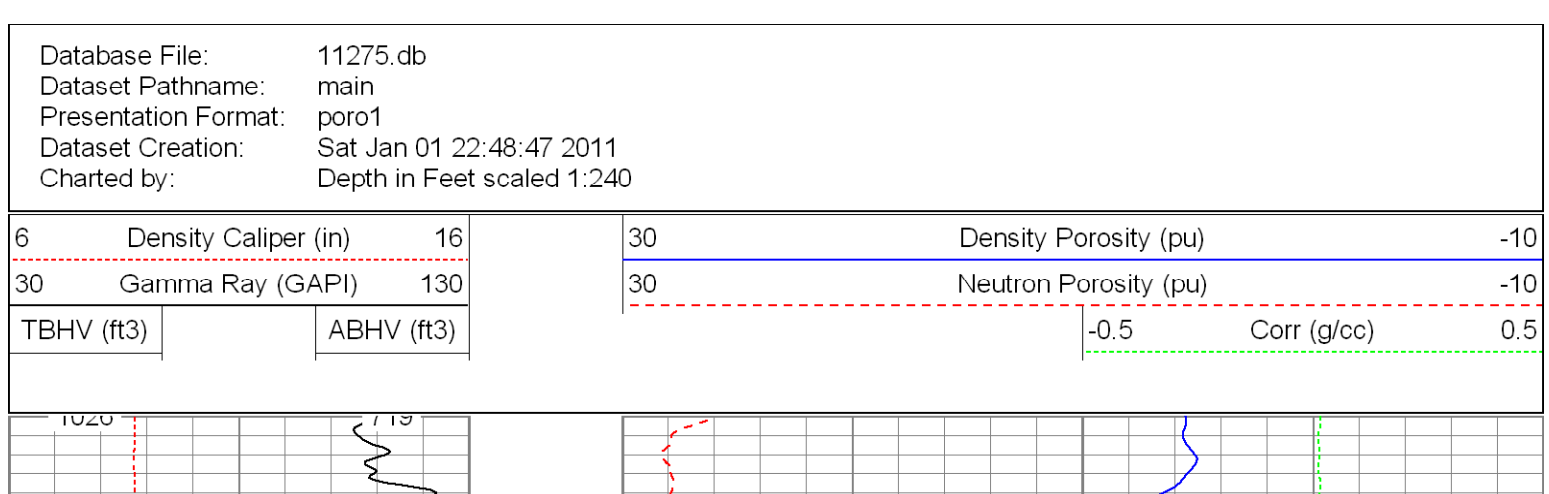 Database File: 11275.db
Dataset Pathname: main
Presentation Format: poro1
Dataset Creation: Sat Jan 01 22:48:47 2011
Charted by: Depth in Feet scaled 1:240
6 Density Caliper (in) 16 30 Density Porosity (pu) -10
30 Gamma Ray (GAPI) 130 30 Neutron Porosity (pu) -10
TBHV (ft3) ABHV (ft3) -0.5 Corr (g/cc) 0.5
1026 719